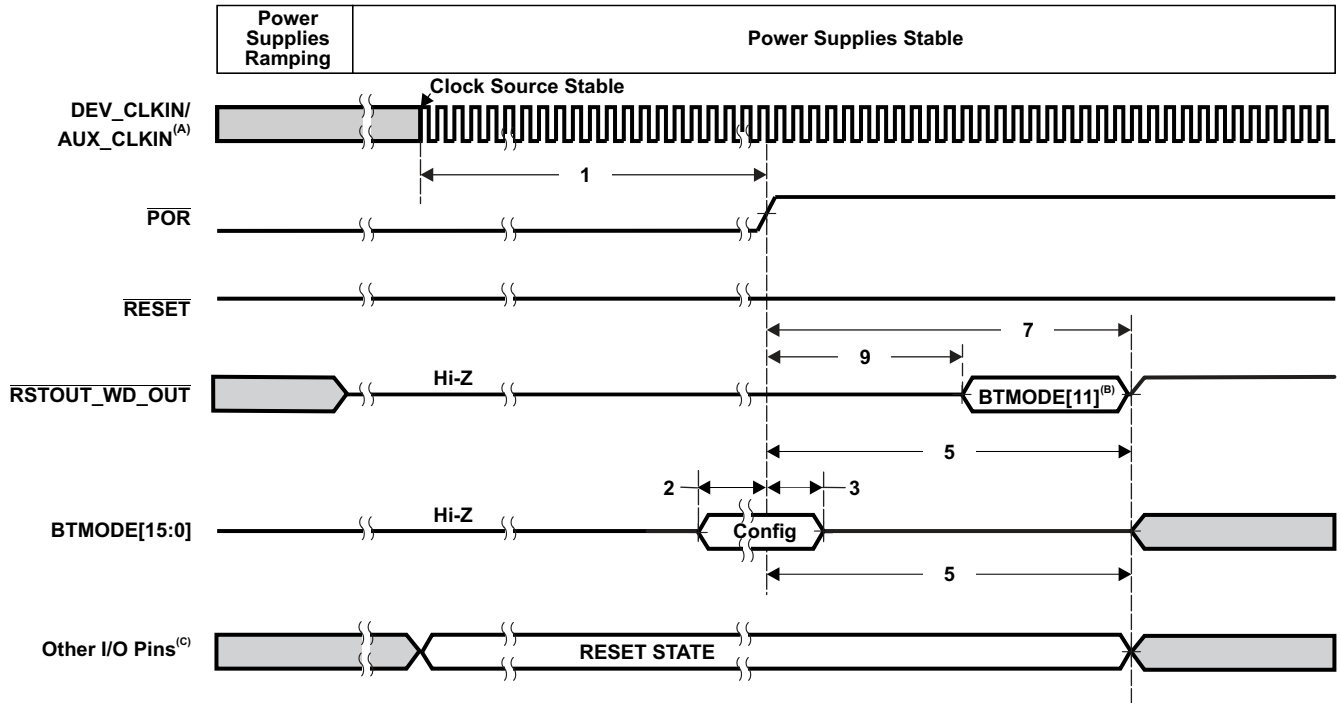 Power
Supplies
Ramping
Power Supplies Stable
Clock Source Stable
DEV_CLKIN/
AUX_CLKIN(A)
1
POR
RESET
7
9
RSTOUT_WD_OUT
Hi-Z
BTMODE[11](B)
5
2
3
BTMODE[15:0]
Hi-Z
Config
5
Other I/O Pins(C)
RESET STATE